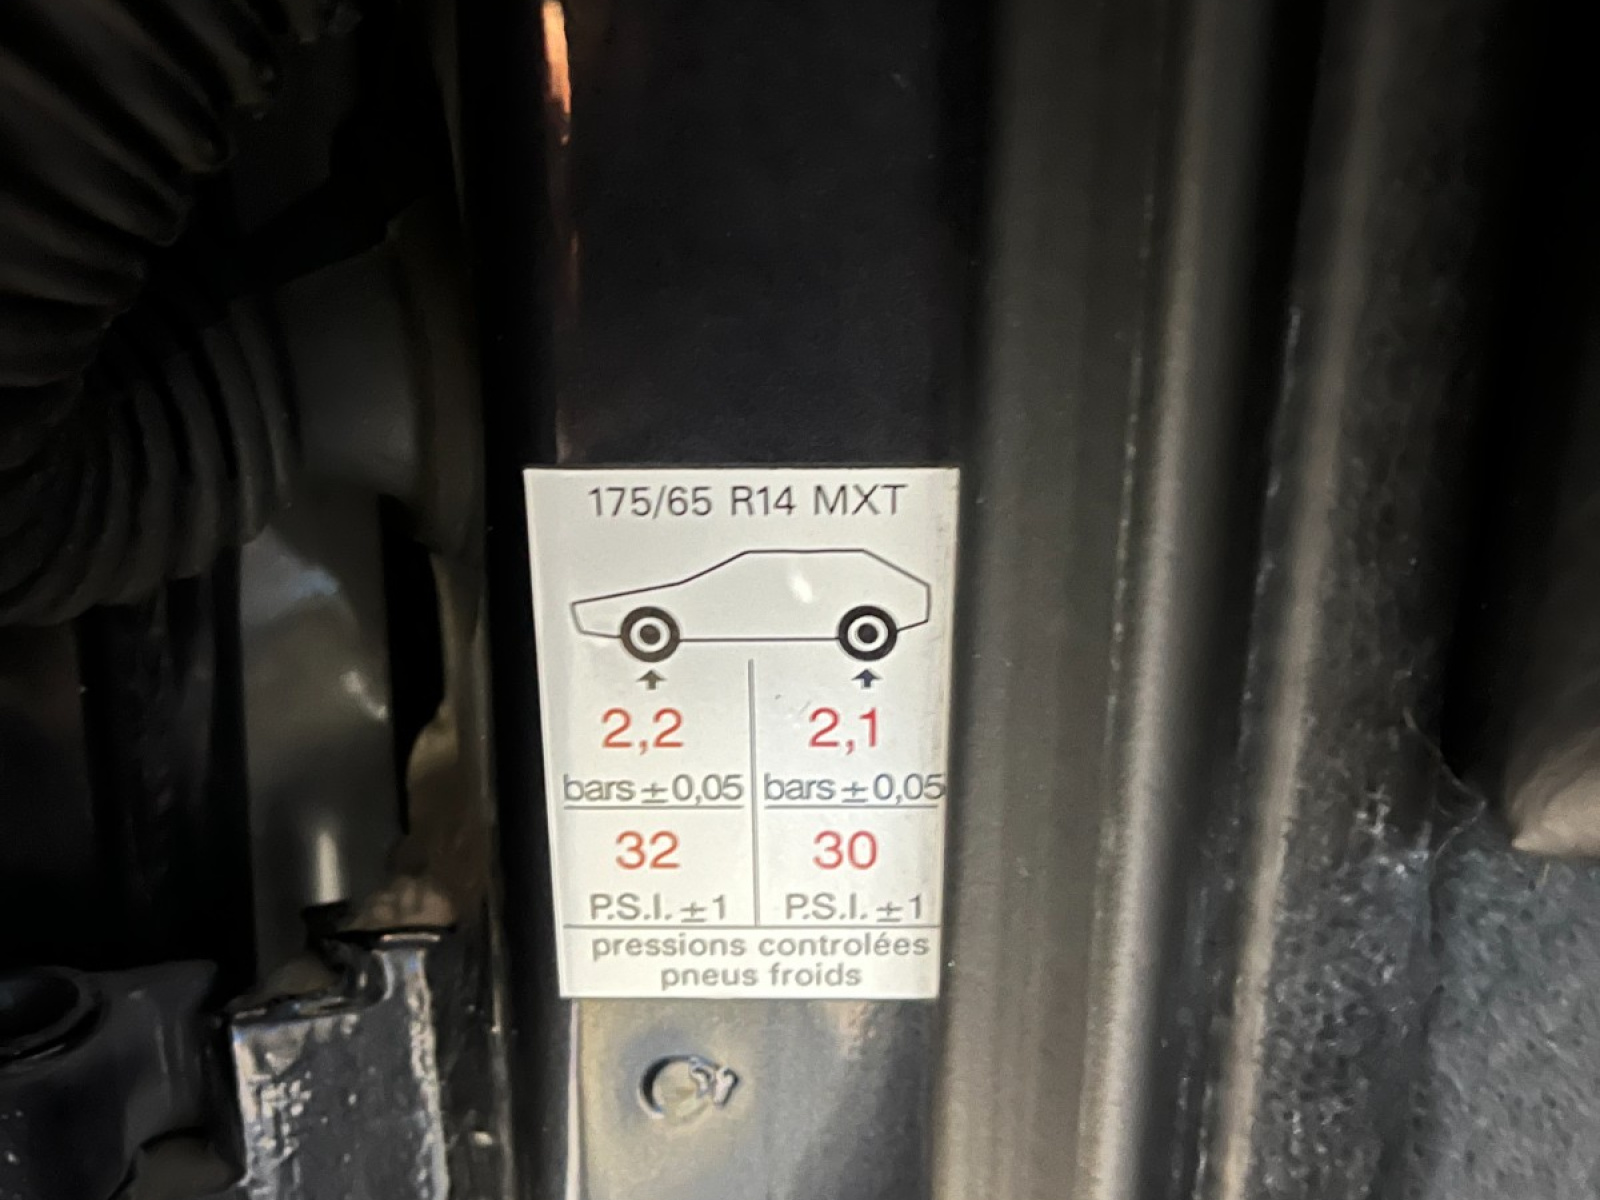 175/65 R14 MXT
2,2 2,1
bars±0,05 bars±0,05
32 30
P.S.I. ±1 P.S.I. ±1
pressions controlées
pneus froids